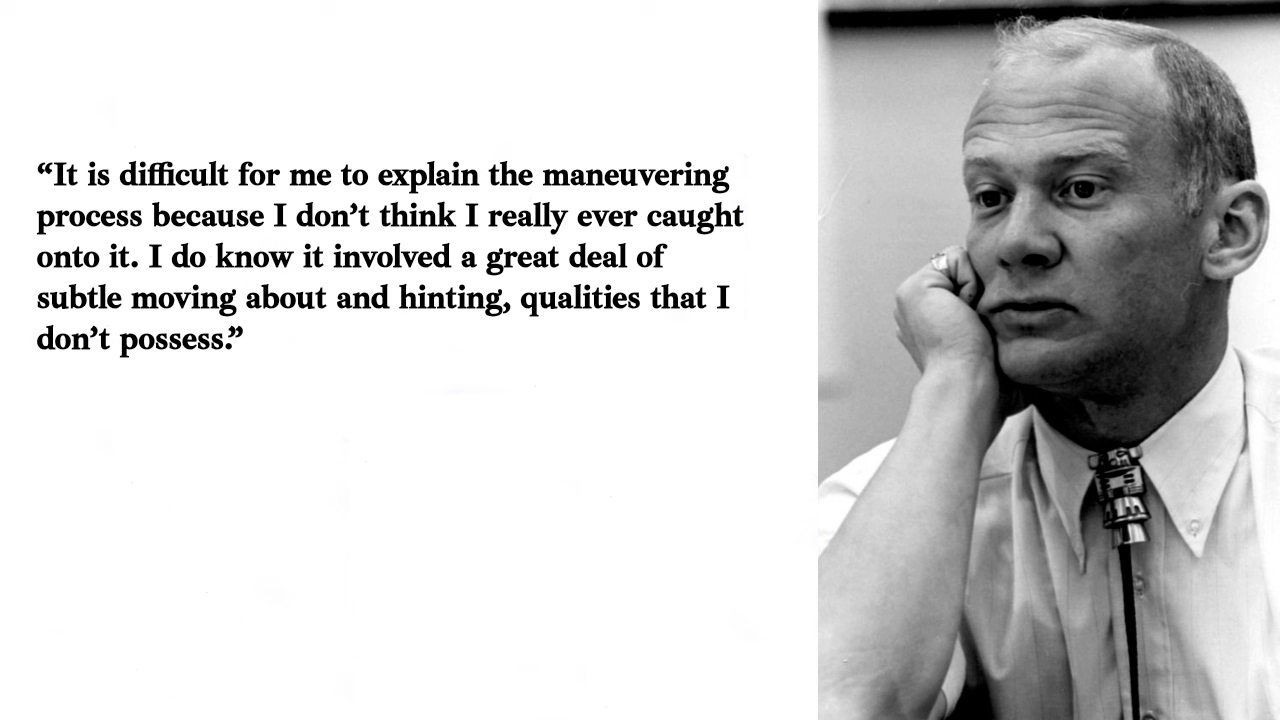 “It is difficult for me to explain the maneuvering
process because I don’t think I really ever caught
onto it. I do know it involved a great deal of
subtle moving about and hinting, qualities that I
don’t possess.”